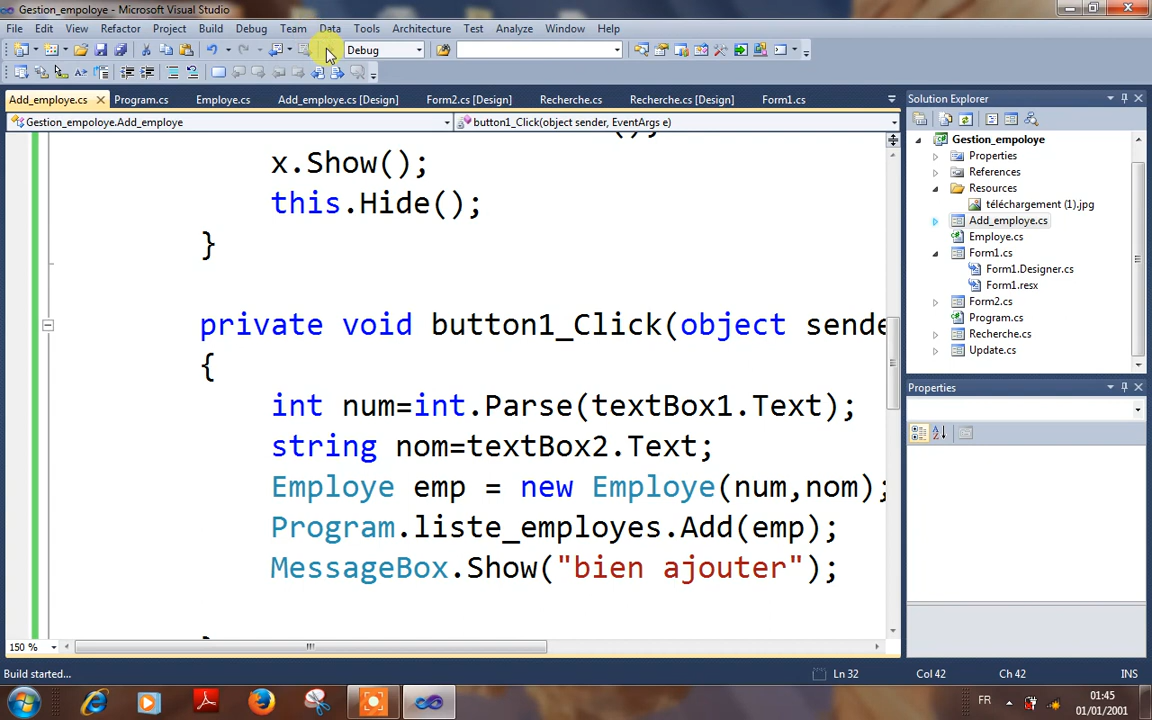 Gestion_empoloye - Microsoft Visual Studio
File Edit View Refactor Project Build Debug Team Data Tools Architecture Test Analyze Window Help
Debug
Add_employe.cs Program.cs Employe.cs Add_employe.cs [Design] Form2.cs [Design] Recherche.cs Recherche.cs [Design] Form1.cs
Gestion_empoloye.Add_employe button1_Click(object sender, EventArgs e)
x.Show();
this.Hide();
}
private void button1_Click(object sende
{
int num=int.Parse(textBox1.Text);
string nom=textBox2.Text;
Employe emp = new Employe(num,nom);
Program.liste_employes.Add(emp);
MessageBox.Show("bien ajouter");
150 %
Solution Explorer
Gestion_empoloye
Properties
References
Resources
téléchargement (1).jpg
Add_employe.cs
Employe.cs
Form1.cs
Form1.Designer.cs
Form1.resx
Form2.cs
Program.cs
Recherche.cs
Update.cs
Properties
Build started... Ln 32 Col 42 Ch 42 INS
FR 01:45
01/01/2001